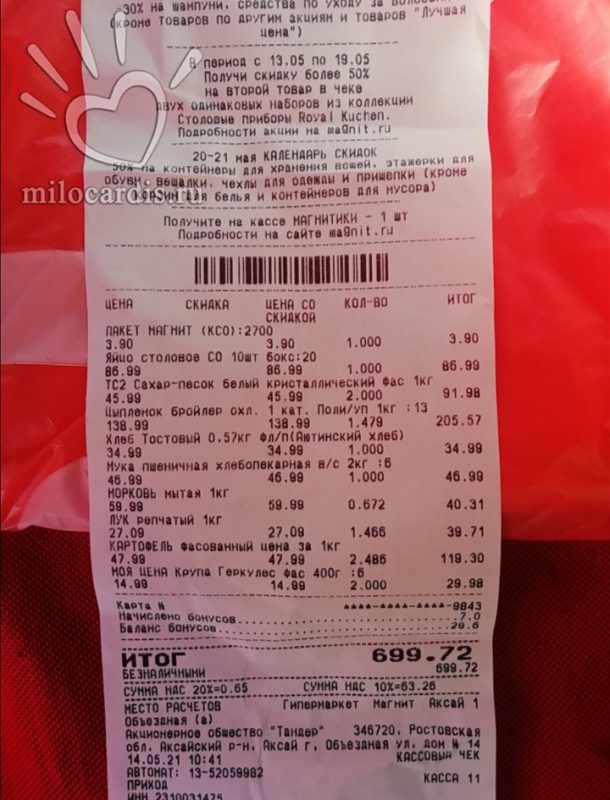 -30% на шампуни, средства по уходу за волосами
(кроме товаров по другим акциям и товаров "Лучшая
цена")
В период с 13.05 по 19.05
Получи скидку более 50%
на второй товар в чеке
двух одинаковых наборов из коллекции
Столовые приборы Royal Kuchen.
Подробности акции на magnit.ru
20-21 мая КАЛЕНДАРЬ СКИДОК
50% на контейнеры для хранения вещей, этажерки для
обуви, вешалки, чехлы для одежды и прищепки (кроме
milocardis.ru
корзин для белья и контейнеров для мусора)
Получите на кассе МАГНИТИКИ - 1 шт
Подробности на сайте magnit.ru
ЦЕНА СКИДКА ЦЕНА СО СКИДКОЙ КОЛ-ВО ИТОГ
ПАКЕТ МАГНИТ (КСО):2700
3.90 3.90 1.000 3.90
Яйцо столовое СО 10шт бокс:20
86.99 86.99 1.000 86.99
ТС2 Сахар-песок белый кристаллический фас 1кг
45.99 45.99 2.000 91.98
Цыпленок бройлер охл. 1 кат. Поли/уп 1кг :13
138.99 138.99 1.479 205.57
Хлеб Тостовый 0.57кг фл/п(Аютинский хлеб)
34.99 34.99 1.000 34.99
Мука пшеничная хлебопекарная в/с 2кг :6
46.99 46.99 1.000 46.99
МОРКОВЬ мытая 1кг
59.99 59.99 0.672 40.31
ЛУК репчатый 1кг
27.09 27.09 1.466 39.71
КАРТОФЕЛЬ фасованный цена за 1кг
47.99 47.99 2.486 119.30
МОЯ ЦЕНА Крупа Геркулес фас 400г :6
14.99 14.99 2.000 29.98
Карта № ****-****-****-9843
Начислено бонусов 7.0
Баланс бонусов 29.6
ИТОГ 699.72
БЕЗНАЛИЧНЫМИ 699.72
СУММА НДС 20%=0.65 СУММА НДС 10%=63.26
МЕСТО РАСЧЕТОВ Гипермаркет Магнит Аксай 1
Объездная (а)
Акционерное общество "Тандер" 346720, Ростовская
обл, Аксайский р-н, Аксай г, Объездная ул, дом № 14
14.05.21 10:41 КАССОВЫЙ ЧЕК
АВТОМАТ: 13-52059982
ПРИХОД КАССА 11
ИНН 2310031475